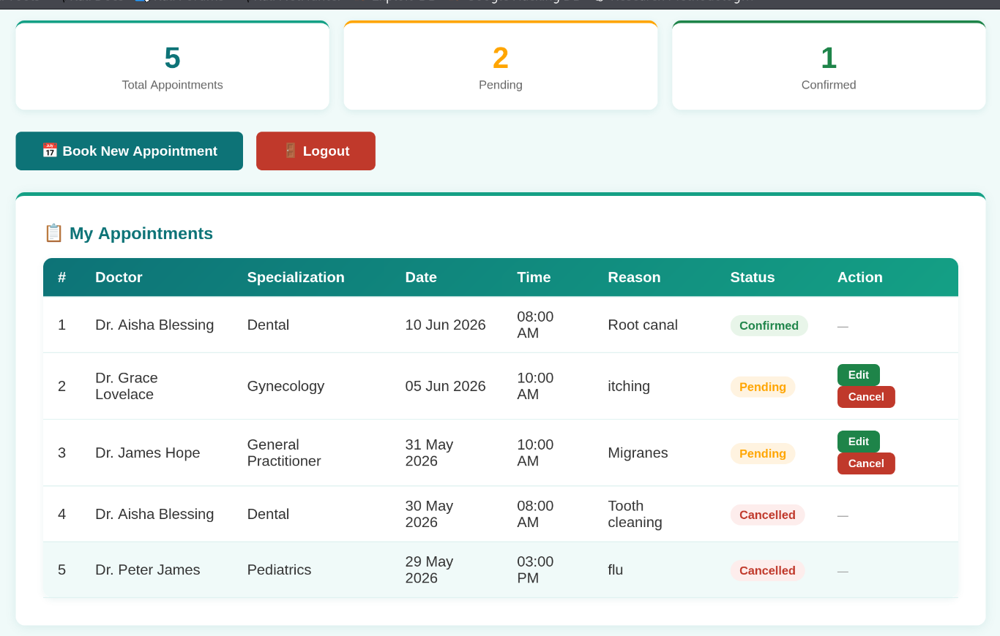 5
Total Appointments
2
Pending
1
Confirmed
Book New Appointment
Logout
My Appointments
# Doctor Specialization Date Time Reason Status Action
1 Dr. Aisha Blessing Dental 10 Jun 2026 08:00 AM Root canal Confirmed —
2 Dr. Grace Lovelace Gynecology 05 Jun 2026 10:00 AM itching Pending Edit Cancel
3 Dr. James Hope General Practitioner 31 May 2026 10:00 AM Migranes Pending Edit Cancel
4 Dr. Aisha Blessing Dental 30 May 2026 08:00 AM Tooth cleaning Cancelled —
5 Dr. Peter James Pediatrics 29 May 2026 03:00 PM flu Cancelled —